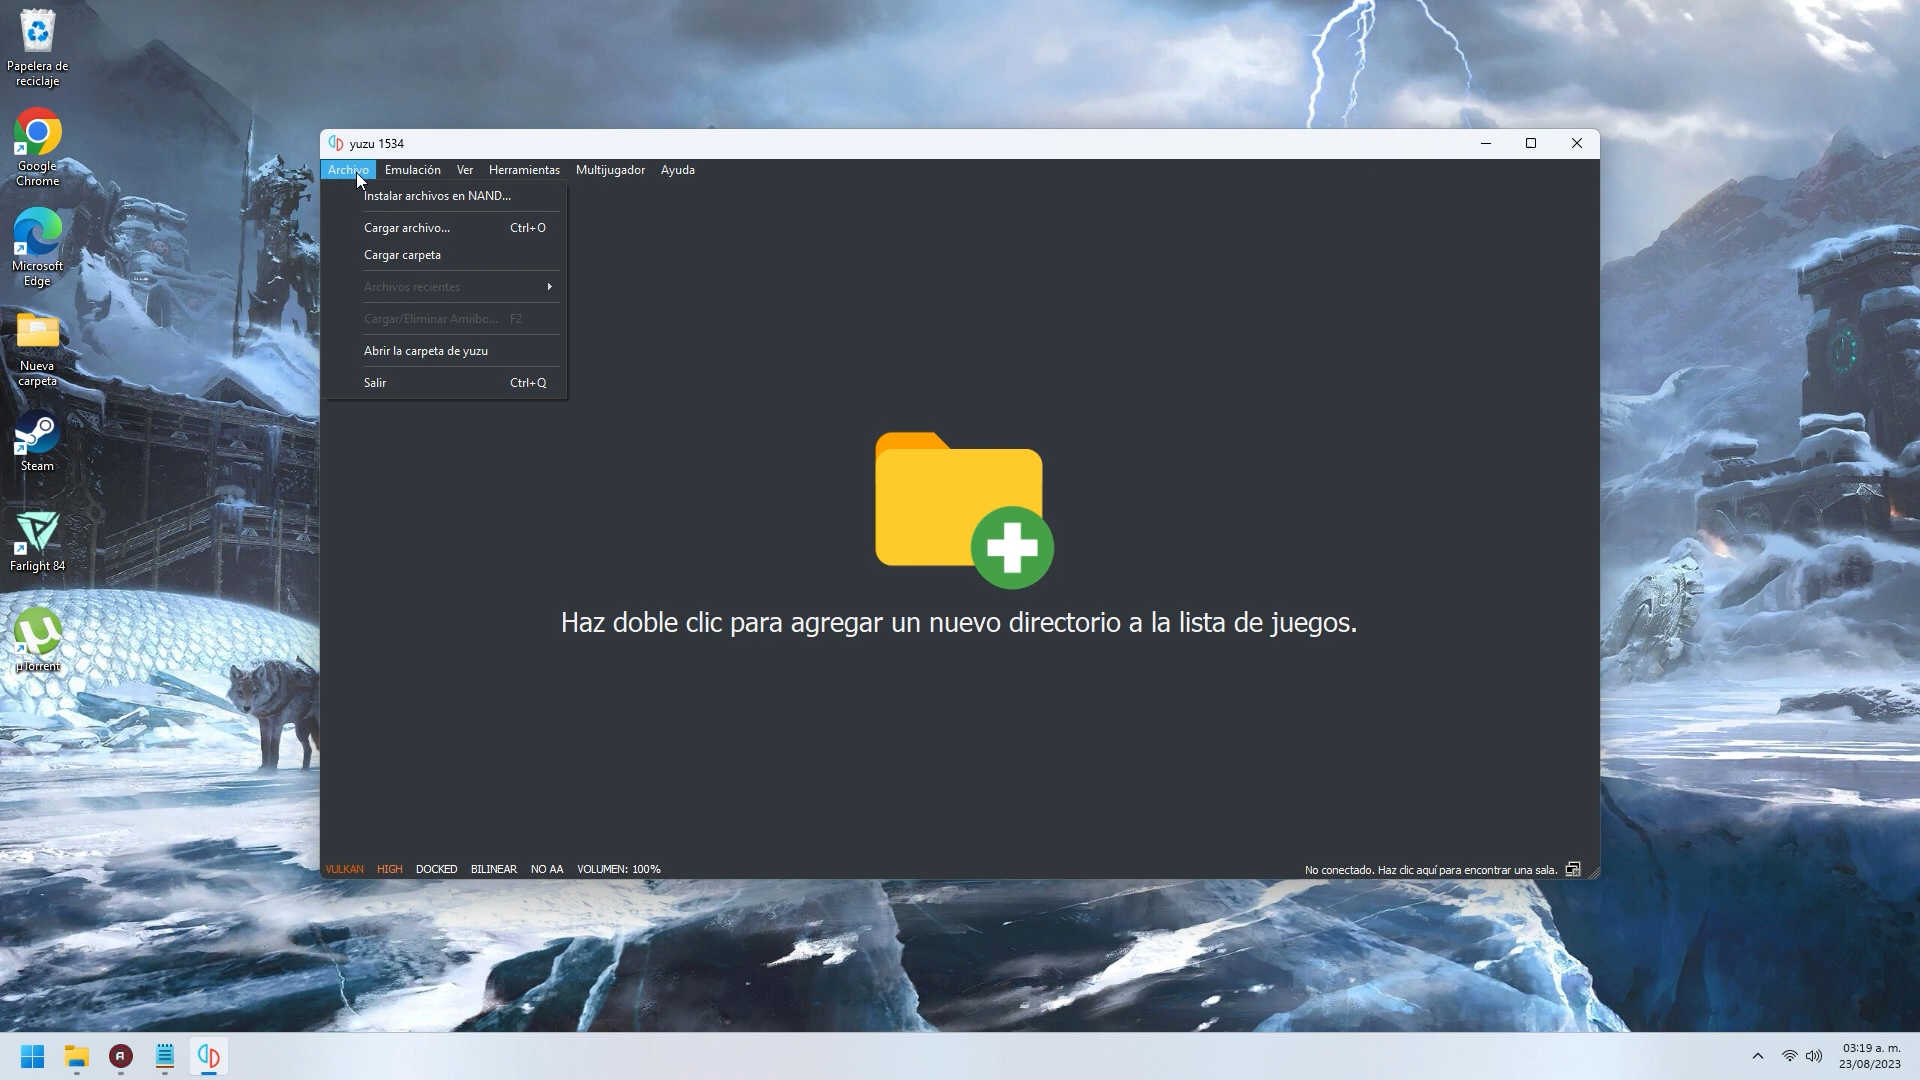 Papelera de
reciclaje
Google
Chrome
Microsoft
Edge
Nueva
carpeta
Steam
Farlight 84
µTorrent
yuzu 1534
Archivo Emulación Ver Herramientas Multijugador Ayuda
Instalar archivos en NAND...
Cargar archivo... Ctrl+O
Cargar carpeta
Archivos recientes
Cargar/Eliminar Amiibo... F2
Abrir la carpeta de yuzu
Salir Ctrl+Q
Haz doble clic para agregar un nuevo directorio a la lista de juegos.
VULKAN HIGH DOCKED BILINEAR NO AA VOLUMEN: 100%
No conectado. Haz clic aquí para encontrar una sala.
03:19 a. m.
23/08/2023